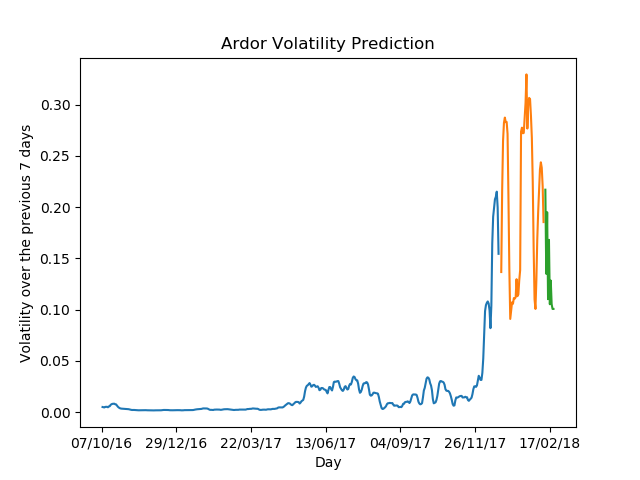 Ardor Volatility Prediction
Volatility over the previous 7 days
0.30
0.25
0.20
0.15
0.10
0.05
0.00
07/10/16 29/12/16 22/03/17 13/06/17 04/09/17 26/11/17 17/02/18
Day